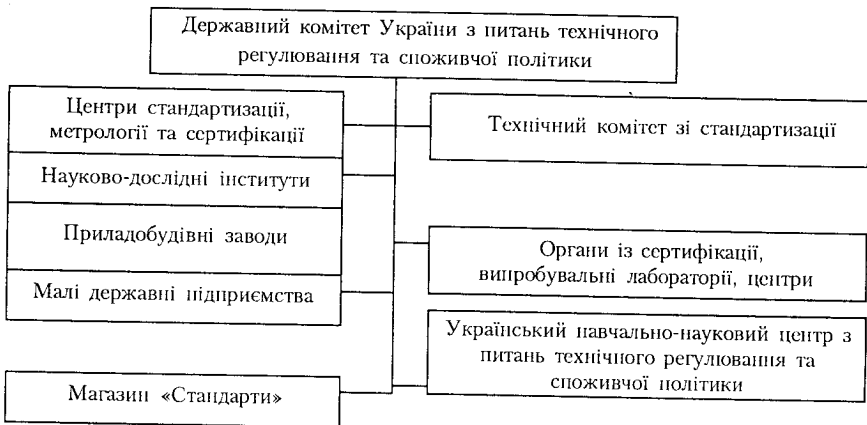 Державний комітет України з питань технічного
регулювання та споживчої політики
Центри стандартизації,
метрології та сертифікації
Технічний комітет зі стандартизації
Науково-дослідні інститути
Приладобудівні заводи
Органи із сертифікації,
випробувальні лабораторії, центри
Малі державні підприємства
Український навчально-науковий центр з
питань технічного регулювання та
споживчої політики
Магазин «Стандарти»